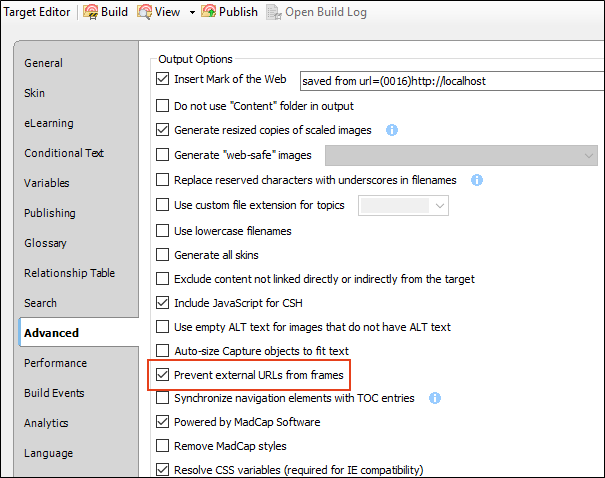 Target Editor Build View Publish Open Build Log
General
Skin
eLearning
Conditional Text
Variables
Publishing
Glossary
Relationship Table
Search
Advanced
Performance
Build Events
Analytics
Language
Output Options
Insert Mark of the Web saved from url=(0016)http://localhost
Do not use "Content" folder in output
Generate resized copies of scaled images
Generate "web-safe" images
Replace reserved characters with underscores in filenames
Use custom file extension for topics
Use lowercase filenames
Generate all skins
Exclude content not linked directly or indirectly from the target
Include JavaScript for CSH
Use empty ALT text for images that do not have ALT text
Auto-size Capture objects to fit text
Prevent external URLs from frames
Synchronize navigation elements with TOC entries
Powered by MadCap Software
Remove MadCap styles
Resolve CSS variables (required for IE compatibility)